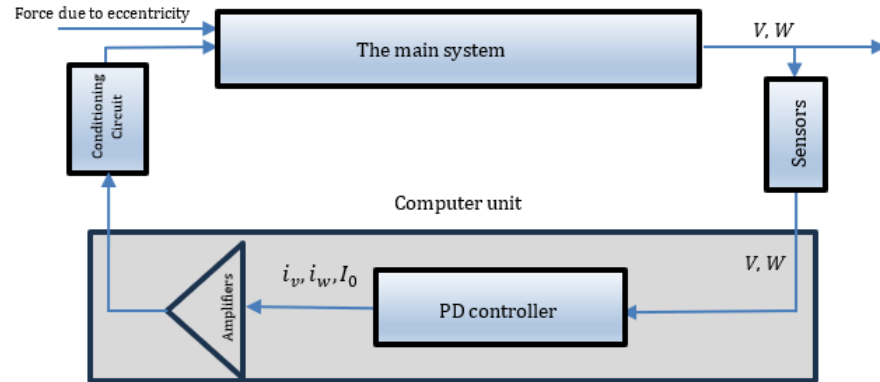 Force due to eccentricity
The main system
V, W
Conditioning
Circuit
Sensors
Computer unit
V, W
i_v, i_w, I_0
PD controller
Amplifiers